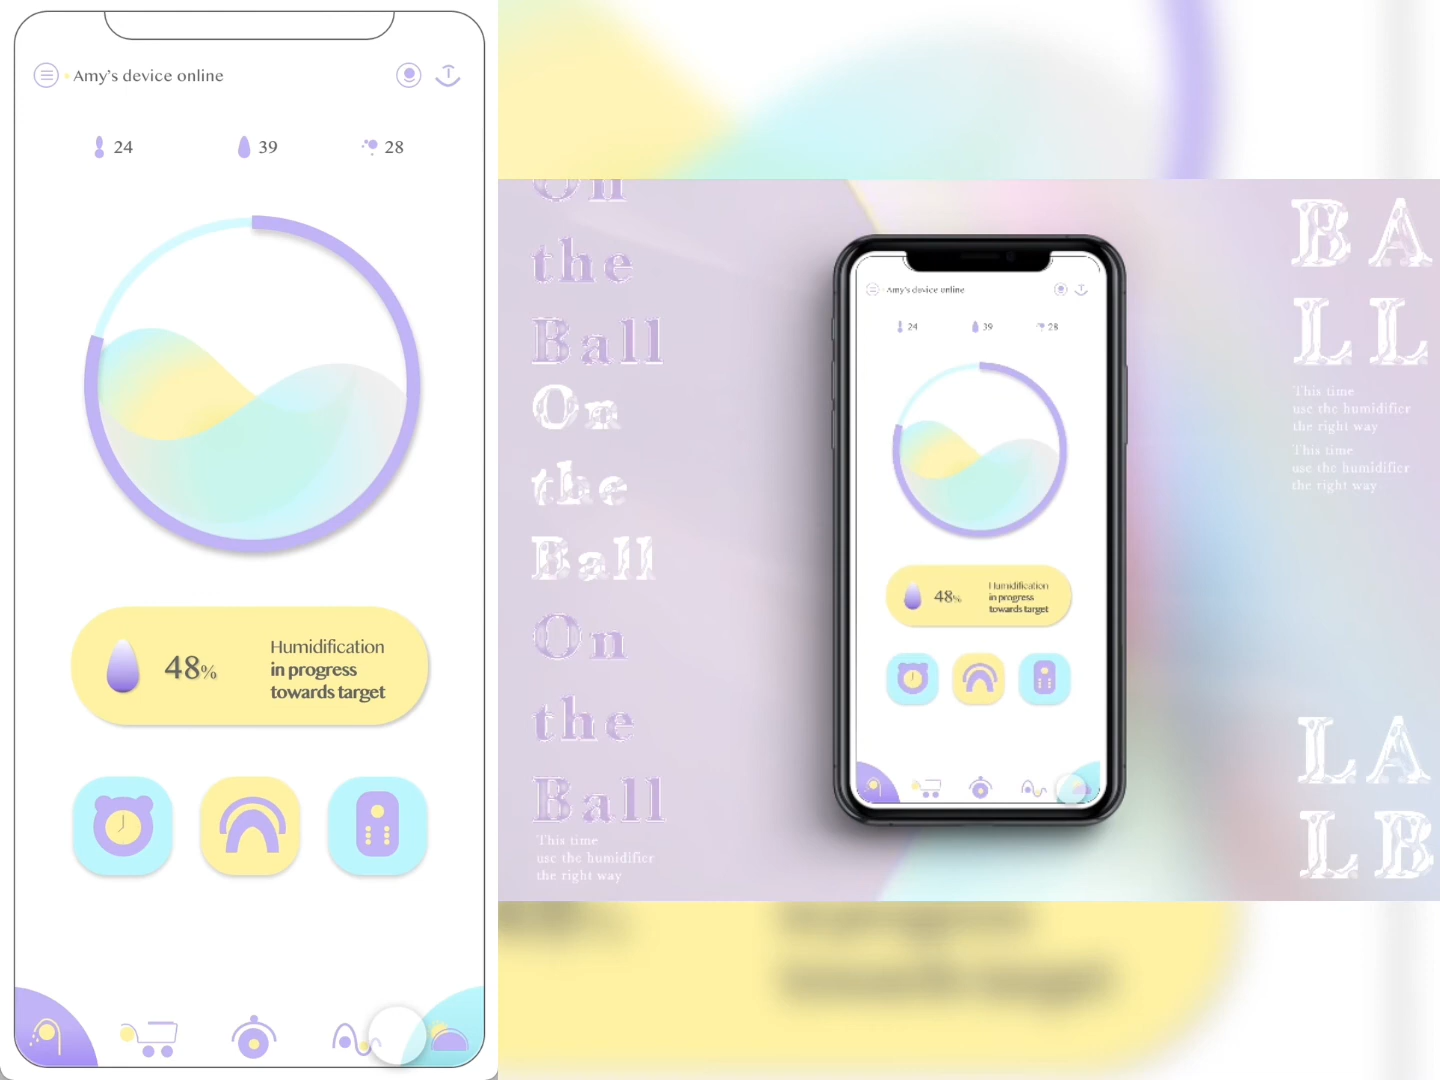 Amy's device online
24
39
28
48%
Humidification
in progress
towards target
On
the
Ball
On
the
Ball
On
the
Ball
This time
use the humidifier
the right way
Amy's device online
24
39
28
48%
Humidification
in progress
towards target
BA
LL
This time
use the humidifier
the right way
This time
use the humidifier
the right way
LA
LB